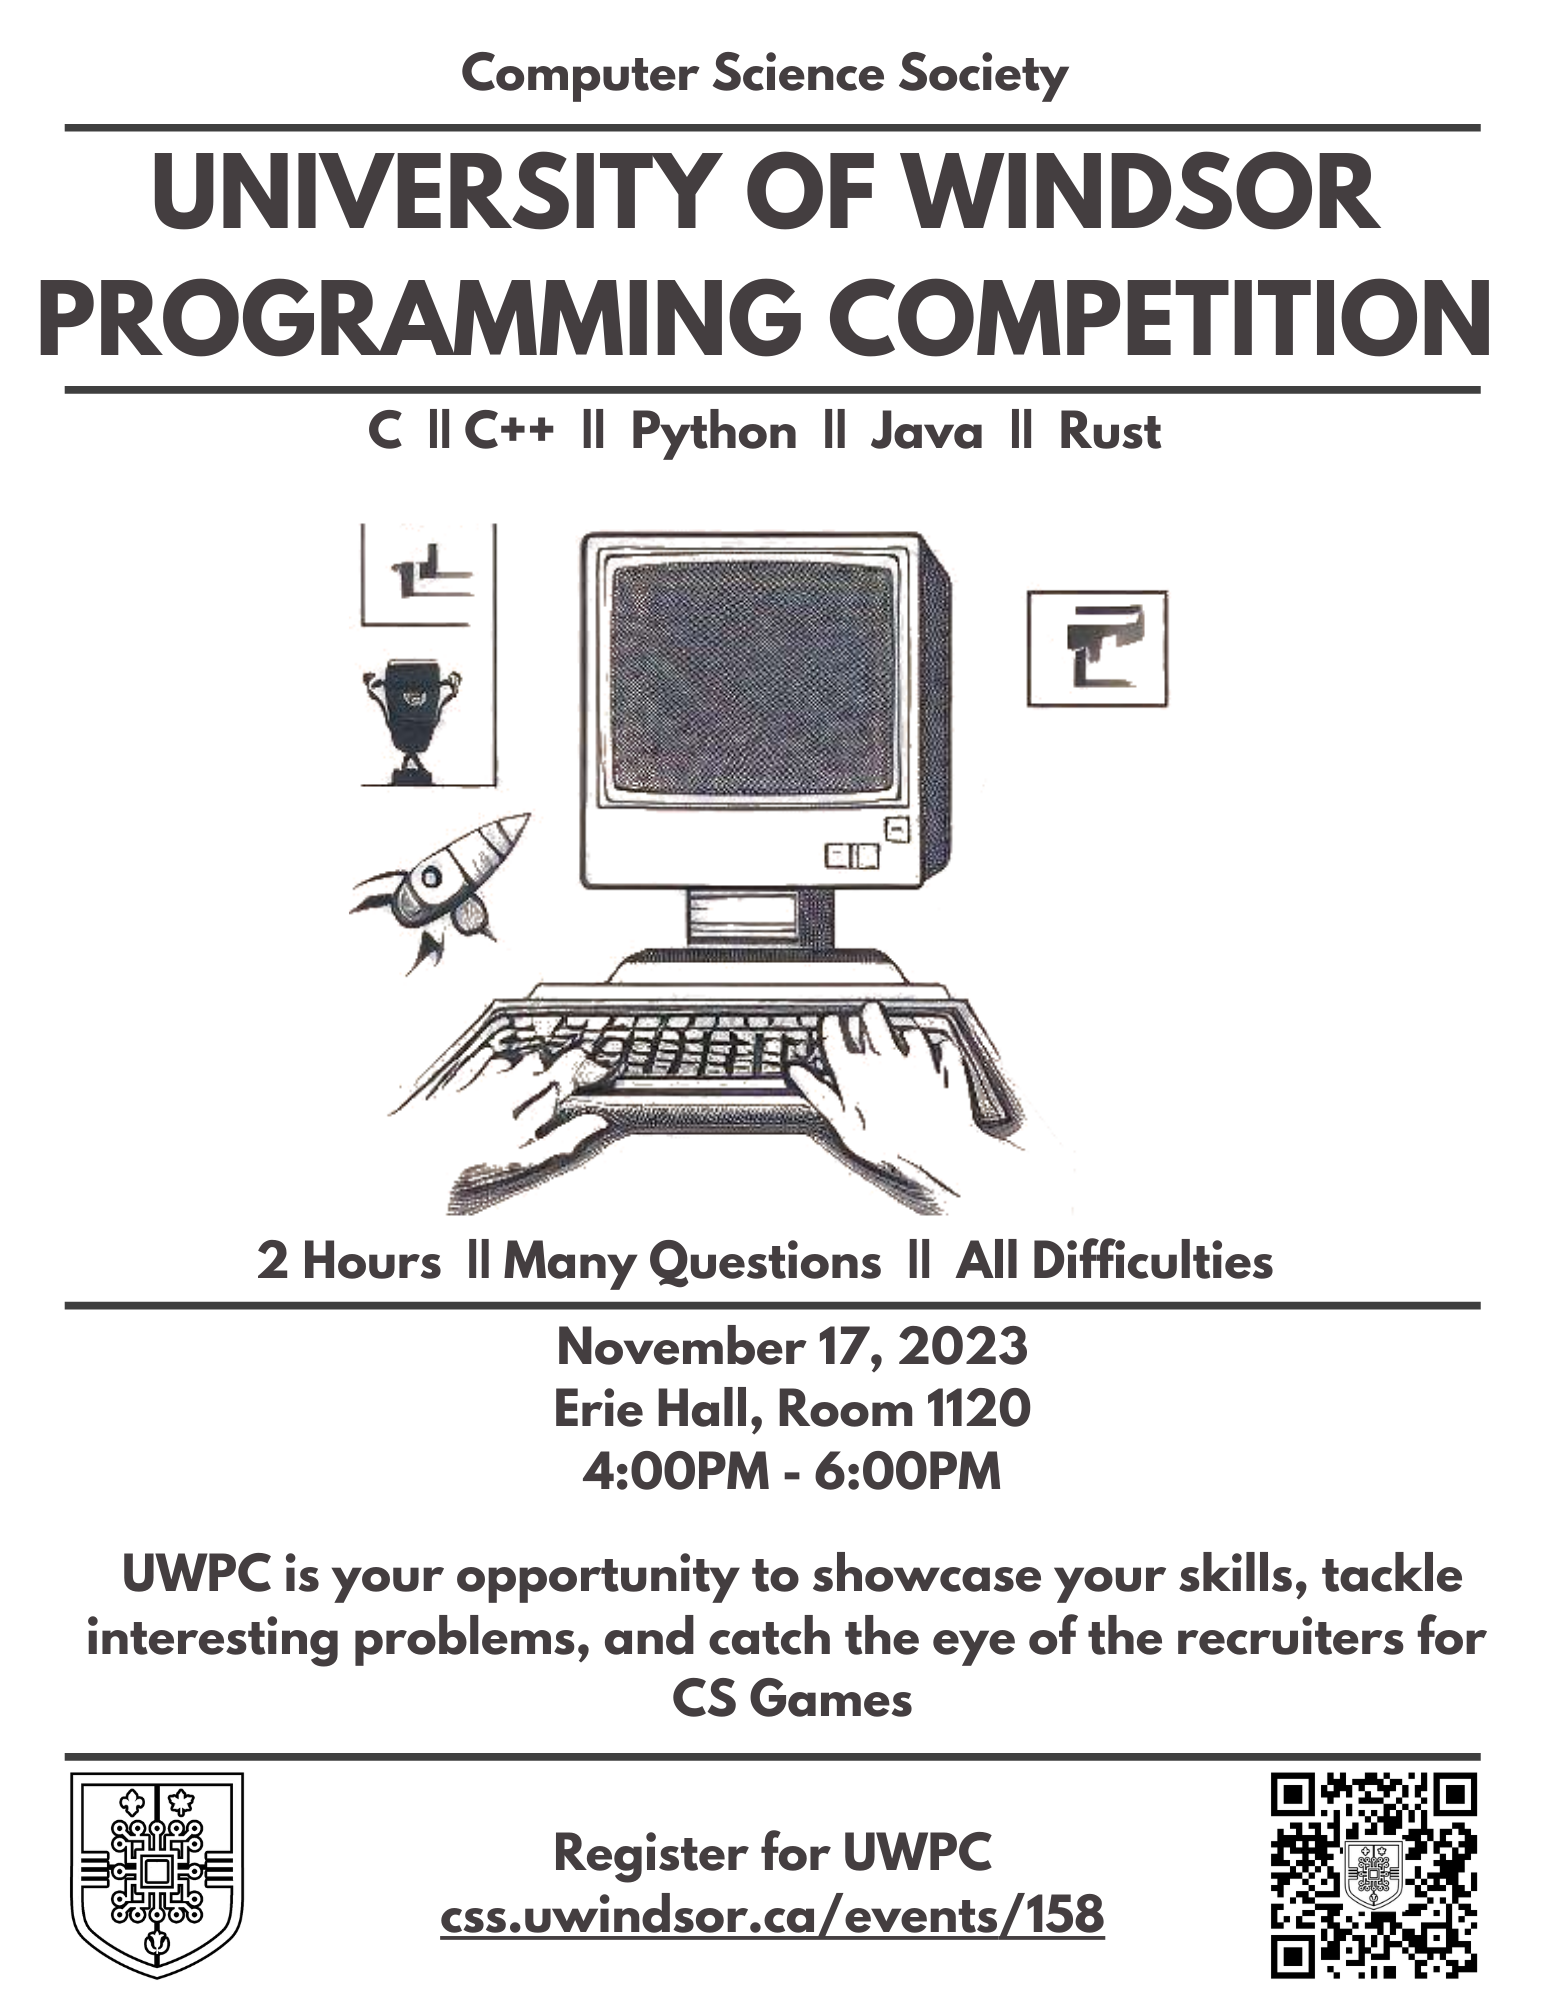 Computer Science Society
UNIVERSITY OF WINDSOR
PROGRAMMING COMPETITION
C || C++ || Python || Java || Rust
2 Hours || Many Questions || All Difficulties
November 17, 2023
Erie Hall, Room 1120
4:00PM - 6:00PM
UWPC is your opportunity to showcase your skills, tackle
interesting problems, and catch the eye of the recruiters for
CS Games
Register for UWPC
css.uwindsor.ca/events/158